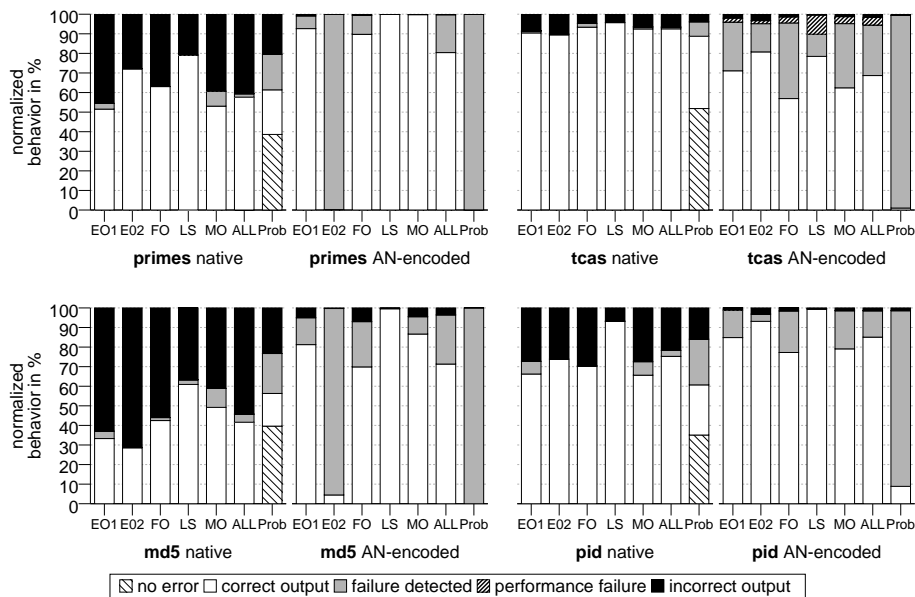 normalized
behavior in %
100
90
80
70
60
50
40
30
20
10
0
EO1 E02 FO LS MO ALL Prob
primes native
EO1 E02 FO LS MO ALL Prob
primes AN-encoded
EO1 E02 FO LS MO ALL Prob
tcas native
EO1 E02 FO LS MO ALL Prob
tcas AN-encoded
normalized
behavior in %
100
90
80
70
60
50
40
30
20
10
0
EO1 E02 FO LS MO ALL Prob
md5 native
EO1 E02 FO LS MO ALL Prob
md5 AN-encoded
EO1 E02 FO LS MO ALL Prob
pid native
EO1 E02 FO LS MO ALL Prob
pid AN-encoded
no error correct output failure detected performance failure incorrect output